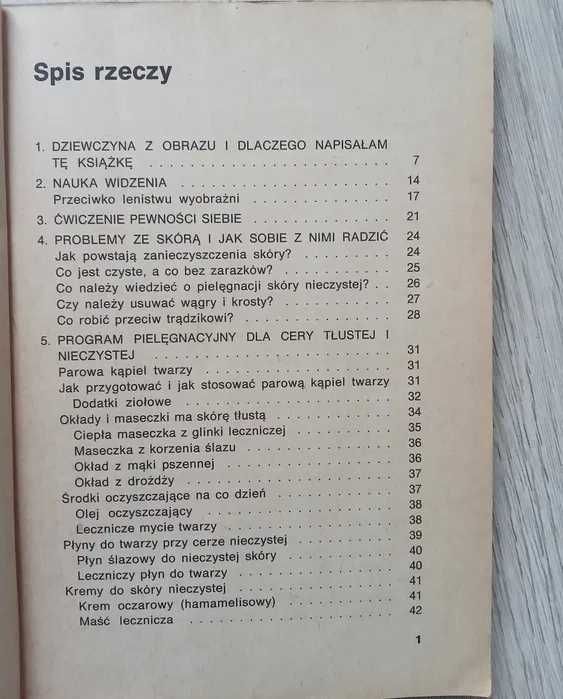 Spis rzeczy
1. DZIEWCZYNA Z OBRAZU I DLACZEGO NAPISAŁAM
TĘ KSIĄŻKĘ . . . . . . . . . . . . . . . . . . . . . . . 7
2. NAUKA WIDZENIA . . . . . . . . . . . . . . . . . . . . 14
Przeciwko lenistwu wyobraźni . . . . . . . . . . . . . . 17
3. ĆWICZENIE PEWNOŚCI SIEBIE . . . . . . . . . . . . . . 21
4. PROBLEMY ZE SKÓRĄ I JAK SOBIE Z NIMI RADZIĆ 24
Jak powstają zanieczyszczenia skóry? . . . . . . . . . 24
Co jest czyste, a co bez zarazków? . . . . . . . . . . . 25
Co należy wiedzieć o pielęgnacji skóry nieczystej? . . 26
Czy należy usuwać wągry i krosty? . . . . . . . . . . . 27
Co robić przeciw trądzikowi? . . . . . . . . . . . . . . . 28
5. PROGRAM PIELĘGNACYJNY DLA CERY TŁUSTEJ I
NIECZYSTEJ . . . . . . . . . . . . . . . . . . . . . . . 31
Parowa kąpiel twarzy . . . . . . . . . . . . . . . . . . . 31
Jak przygotować i jak stosować parową kąpiel twarzy 31
Dodatki ziołowe . . . . . . . . . . . . . . . . . . . . 32
Okłady i maseczki ma skórę tłustą . . . . . . . . . . . 34
Ciepła maseczka z glinki leczniczej . . . . . . . . . . 35
Maseczka z korzenia ślazu . . . . . . . . . . . . . . 36
Okład z mąki pszennej . . . . . . . . . . . . . . . . . 36
Okład z drożdży . . . . . . . . . . . . . . . . . . . . 37
Środki oczyszczające na co dzień . . . . . . . . . . . 37
Olej oczyszczający . . . . . . . . . . . . . . . . . . 38
Lecznicze mycie twarzy . . . . . . . . . . . . . . . . 38
Płyny do twarzy przy cerze nieczystej . . . . . . . . . 39
Płyn ślazowy do nieczystej skóry . . . . . . . . . . . 40
Leczniczy płyn do twarzy . . . . . . . . . . . . . . . 40
Kremy do skóry nieczystej . . . . . . . . . . . . . . . 41
Krem oczarowy (hamamelisowy) . . . . . . . . . . 41
Maść lecznicza . . . . . . . . . . . . . . . . . . . . 42
1